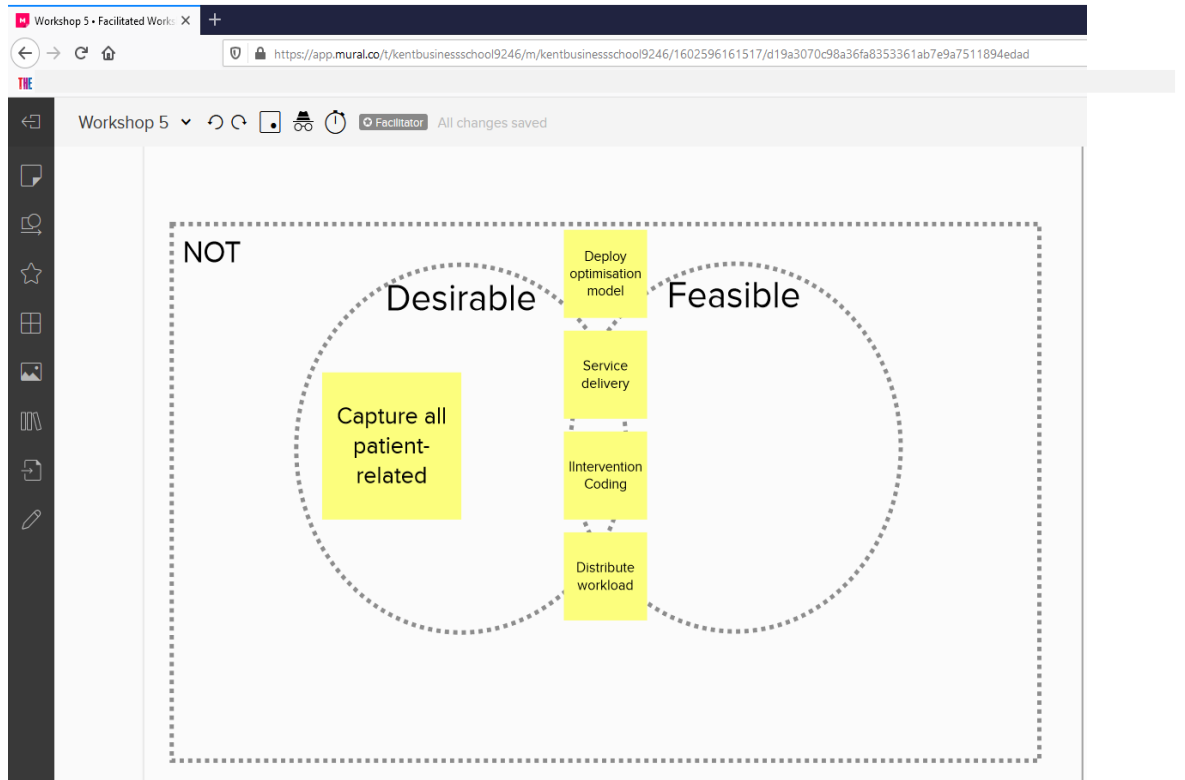 Workshop 5 • Facilitated Works
https://app.mural.co/t/kentbusinessschool9246/m/kentbusinessschool9246/1602596161517/d19a3070c98a36fa8353361ab7e9a7511894edad
THE
Workshop 5
Facilitator
All changes saved
NOT
Desirable
Feasible
Deploy
optimisation
model
Service
delivery
Capture all
patient-
related
IIntervention
Coding
Distribute
workload